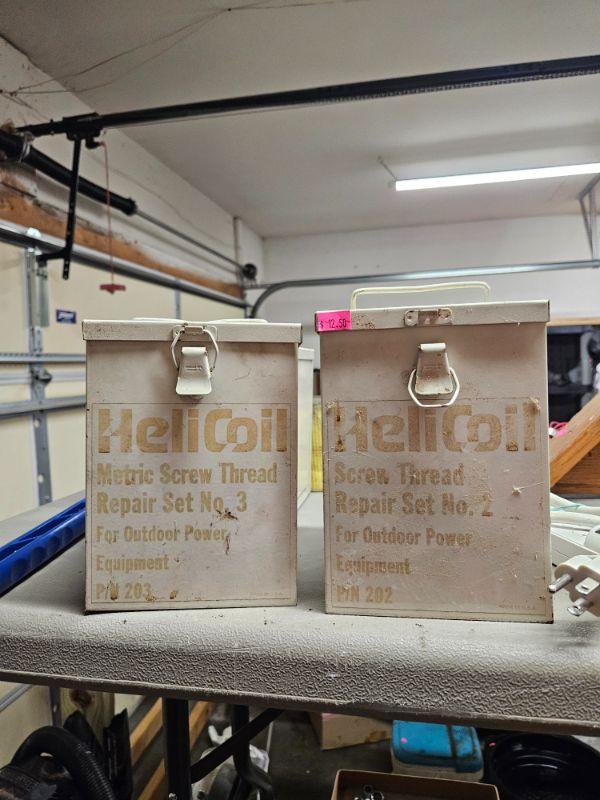 HeliCoil
Metric Screw Thread
Repair Set No. 3
For Outdoor Power
Equipment
P/N 203
$ 12.50
HeliCoil
Screw Thread
Repair Set No. 2
For Outdoor Power
Equipment
P/N 202